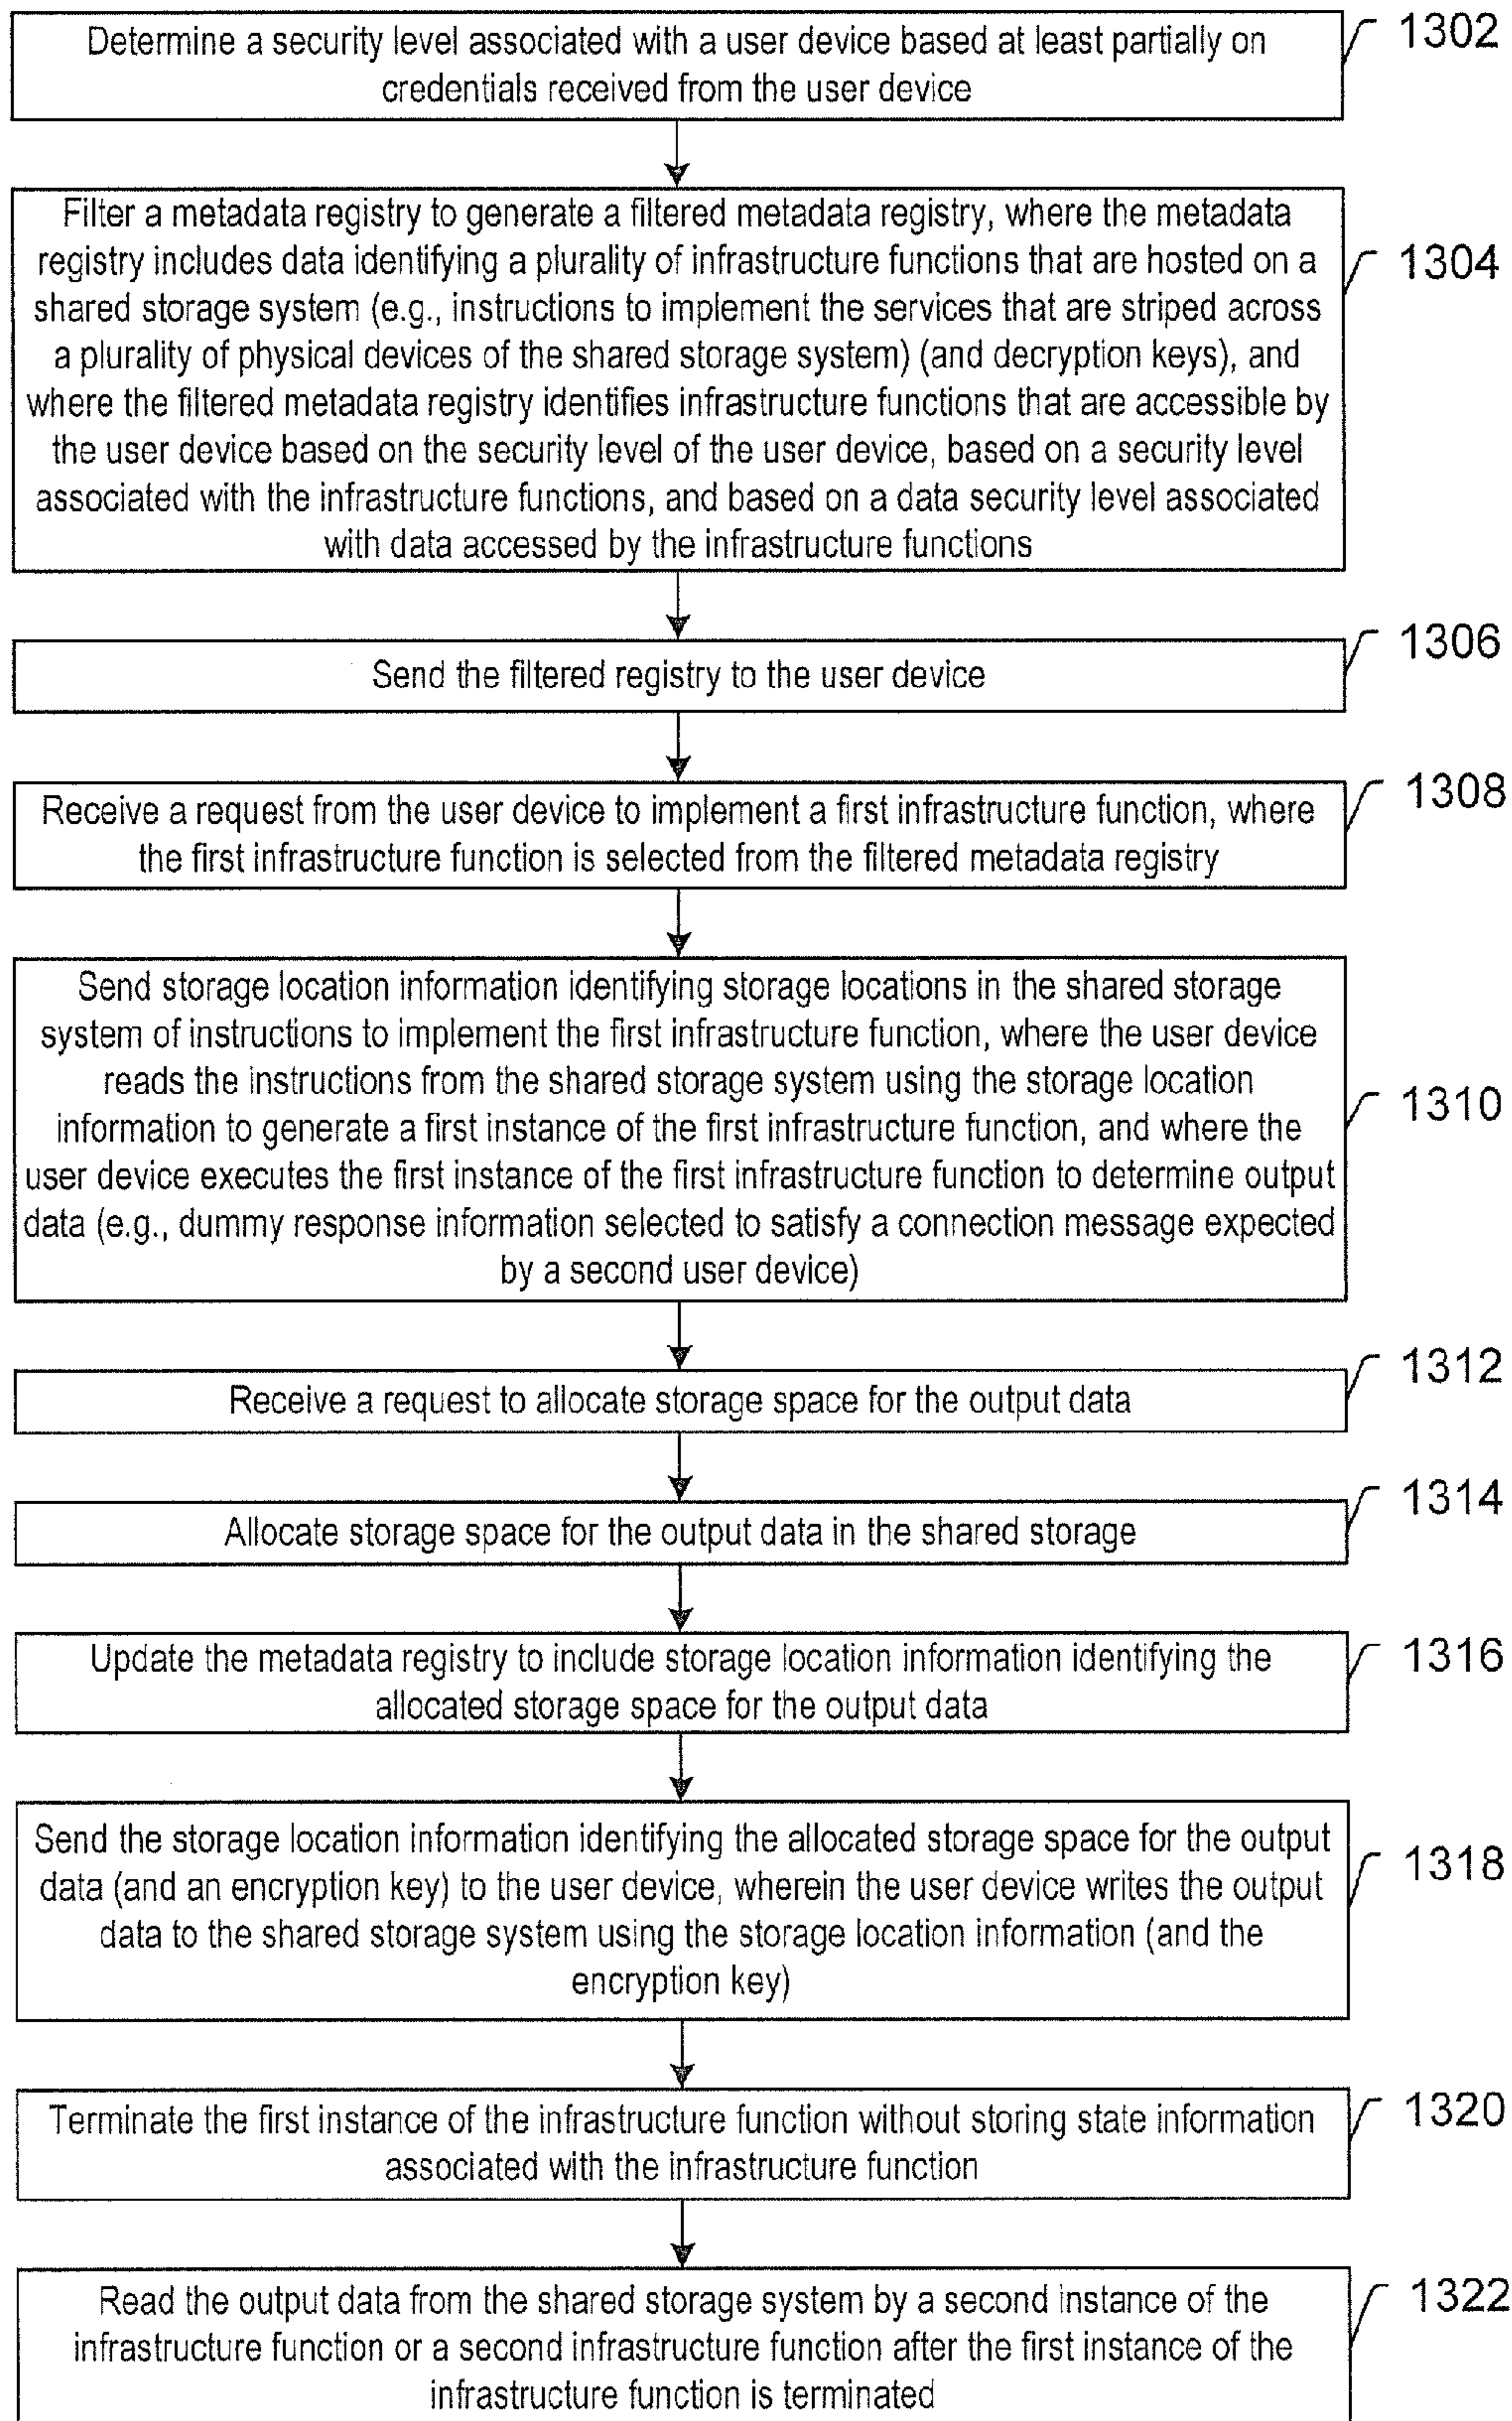 Determine a security level associated with a user device based at least partially on
credentials received from the user device
1302
Filter a metadata registry to generate a filtered metadata registry, where the metadata
registry includes data identifying a plurality of infrastructure functions that are hosted on a
shared storage system (e.g., instructions to implement the services that are striped across
a plurality of physical devices of the shared storage system) (and decryption keys), and
where the filtered metadata registry identifies infrastructure functions that are accessible by
the user device based on the security level of the user device, based on a security level
associated with the infrastructure functions, and based on a data security level associated
with data accessed by the infrastructure functions
1304
Send the filtered registry to the user device
1306
Receive a request from the user device to implement a first infrastructure function, where
the first infrastructure function is selected from the filtered metadata registry
1308
Send storage location information identifying storage locations in the shared storage
system of instructions to implement the first infrastructure function, where the user device
reads the instructions from the shared storage system using the storage location
information to generate a first instance of the first infrastructure function, and where the
user device executes the first instance of the first infrastructure function to determine output
data (e.g., dummy response information selected to satisfy a connection message expected
by a second user device)
1310
Receive a request to allocate storage space for the output data
1312
Allocate storage space for the output data in the shared storage
1314
Update the metadata registry to include storage location information identifying the
allocated storage space for the output data
1316
Send the storage location information identifying the allocated storage space for the output
data (and an encryption key) to the user device, wherein the user device writes the output
data to the shared storage system using the storage location information (and the
encryption key)
1318
Terminate the first instance of the infrastructure function without storing state information
associated with the infrastructure function
1320
Read the output data from the shared storage system by a second instance of the
infrastructure function or a second infrastructure function after the first instance of the
infrastructure function is terminated
1322